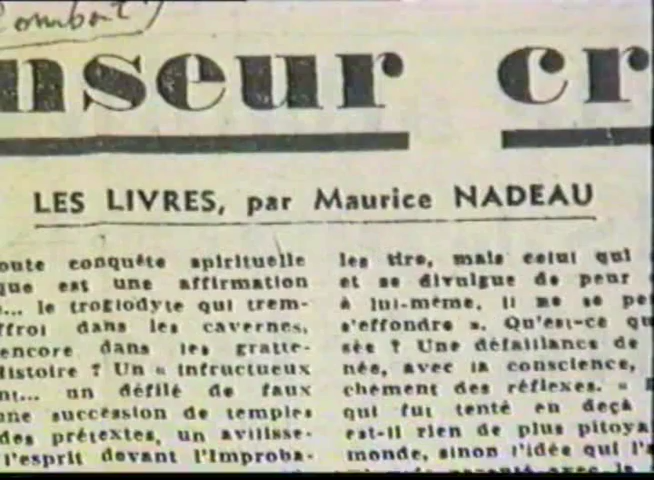 Combat)
nseur cr
LES LIVRES, par Maurice NADEAU
oute conquête spirituelle
que est une affirmation
... le troglodyte qui trem-
ffroi dans les cavernes,
encore dans les gratte-
Histoire ? Un « infructueux
nt... un défilé de faux
une succession de temples
des prétextes, un avilisse-
l'esprit devant l'Improba-
les tire, mais celui qui
et se divulgue de peur
à lui-même, il ne se pe
s'effondre ». Qu'est-ce qu
sée ? Une défaillance de
née, avec la conscience,
chement des réflexes. «
qui fut tenté en deçà
est-il rien de plus pitoya
monde, sinon l'idée qui l'a